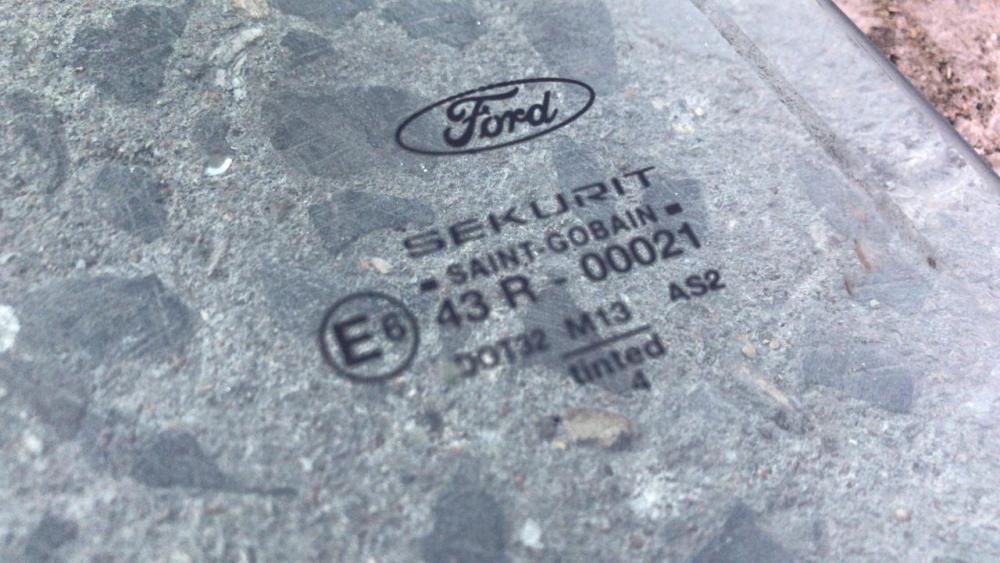 Ford
SEKURIT
SAINT-GOBAIN
E6 43 R - 00021
DOT32 M13 AS2
tinted
4